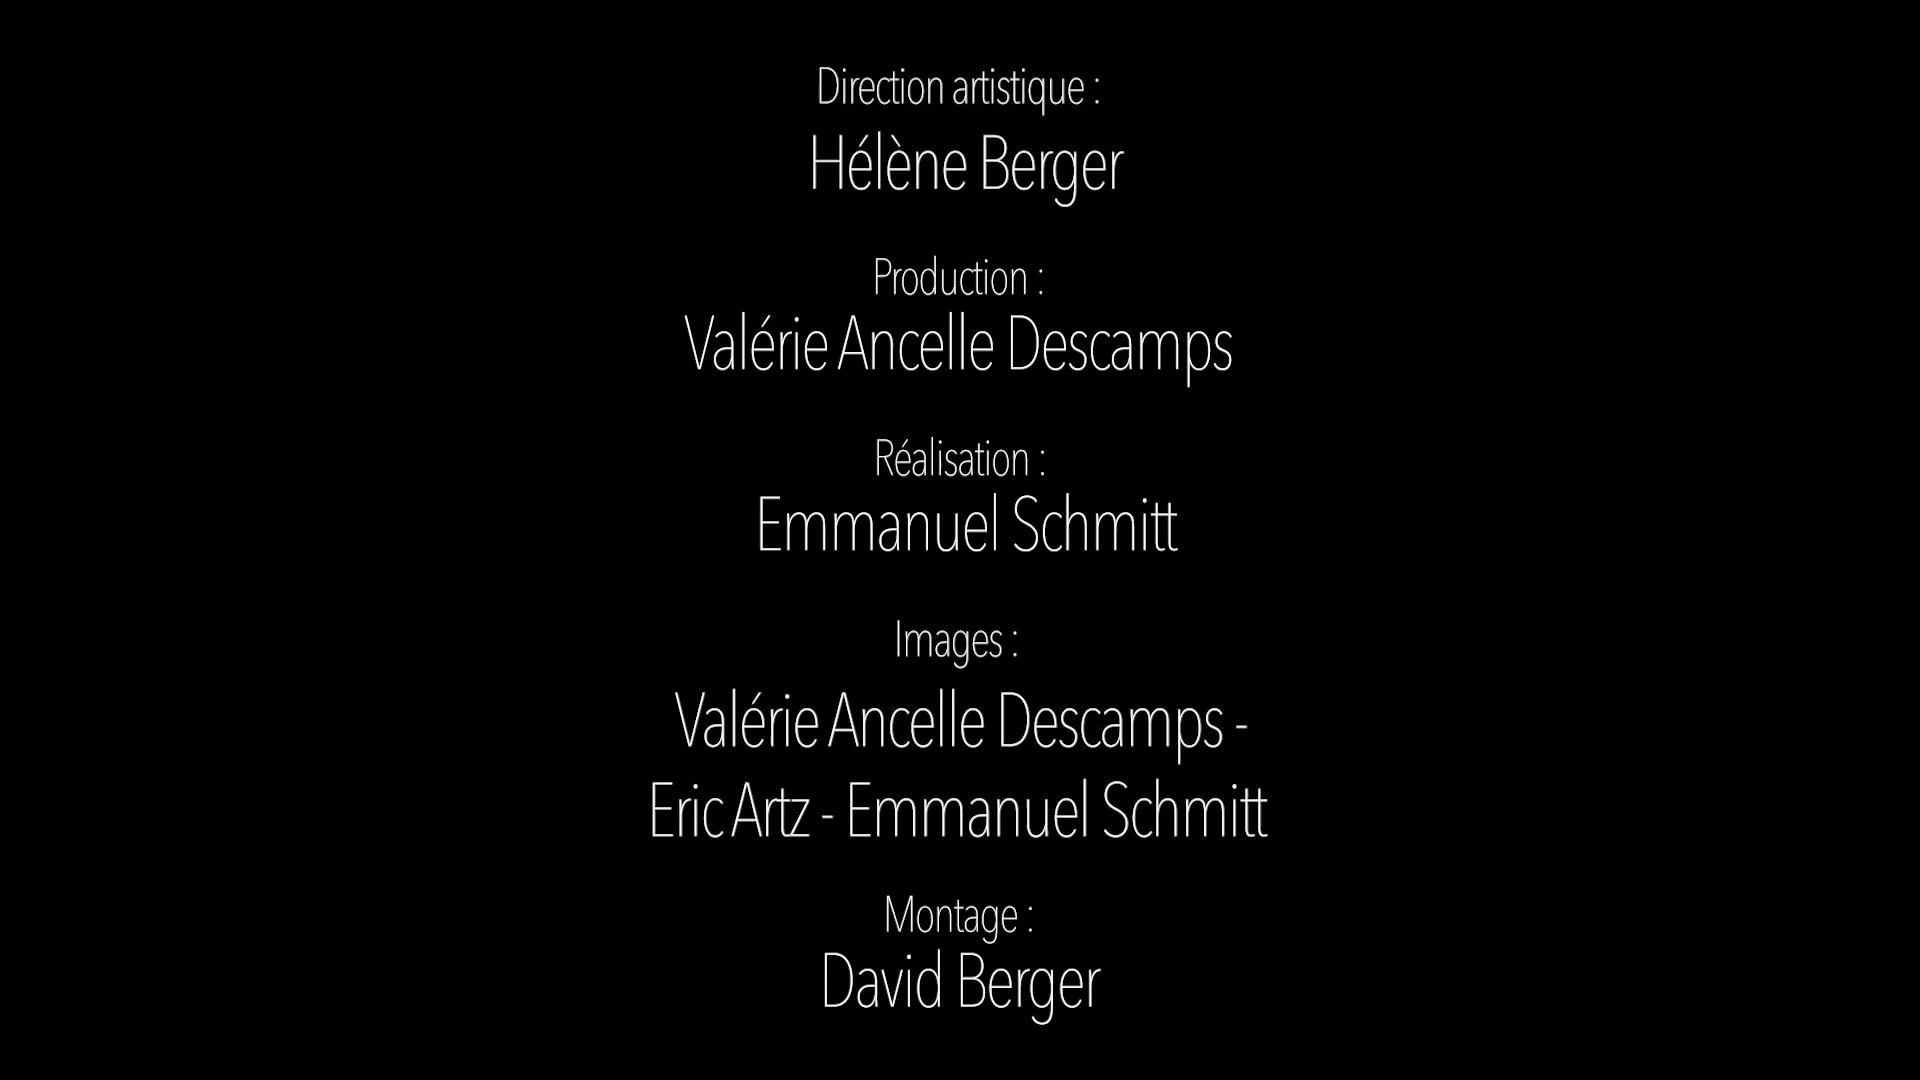 Direction artistique :
Hélène Berger
Production :
Valérie Ancelle Descamps
Réalisation :
Emmanuel Schmitt
Images :
Valérie Ancelle Descamps -
Eric Artz - Emmanuel Schmitt
Montage :
David Berger